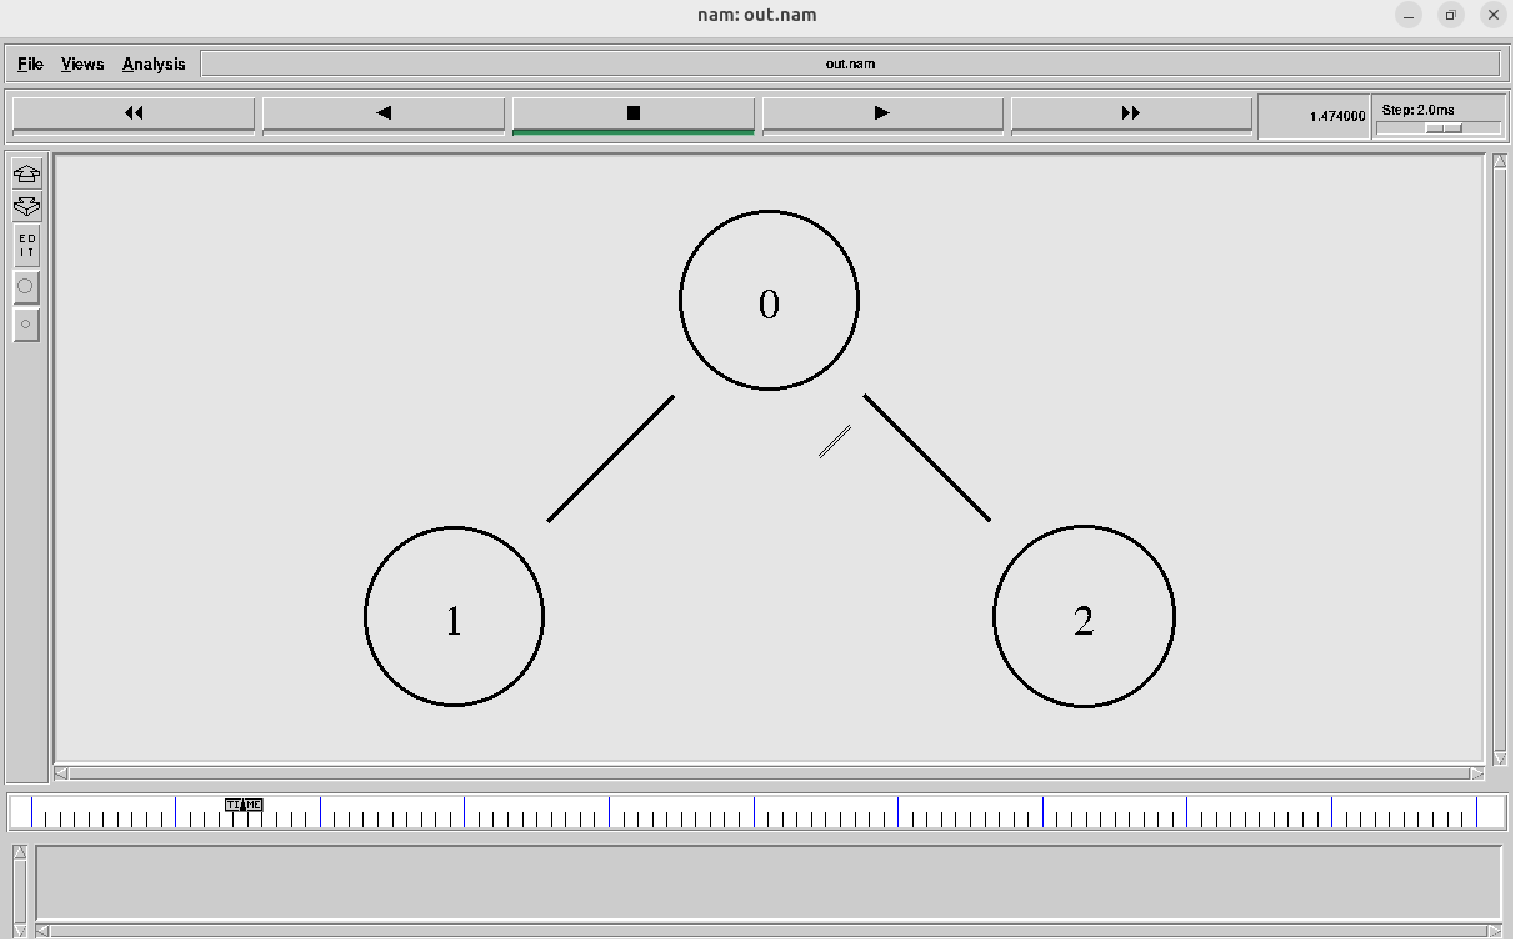 nam: out.nam
File Views Analysis out.nam
1.474000 Step: 2.0ms
E D
I T
0
1 2
TIME